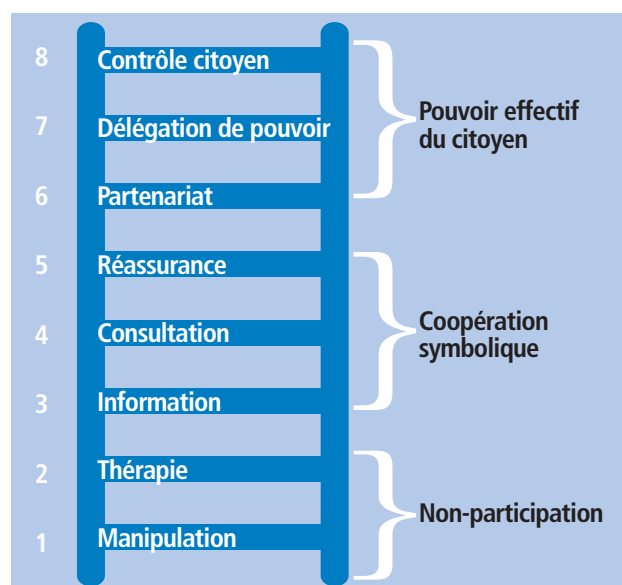 8 Contrôle citoyen
7 Délégation de pouvoir
6 Partenariat
Pouvoir effectif
du citoyen
5 Réassurance
4 Consultation
3 Information
Coopération
symbolique
2 Thérapie
1 Manipulation
Non-participation